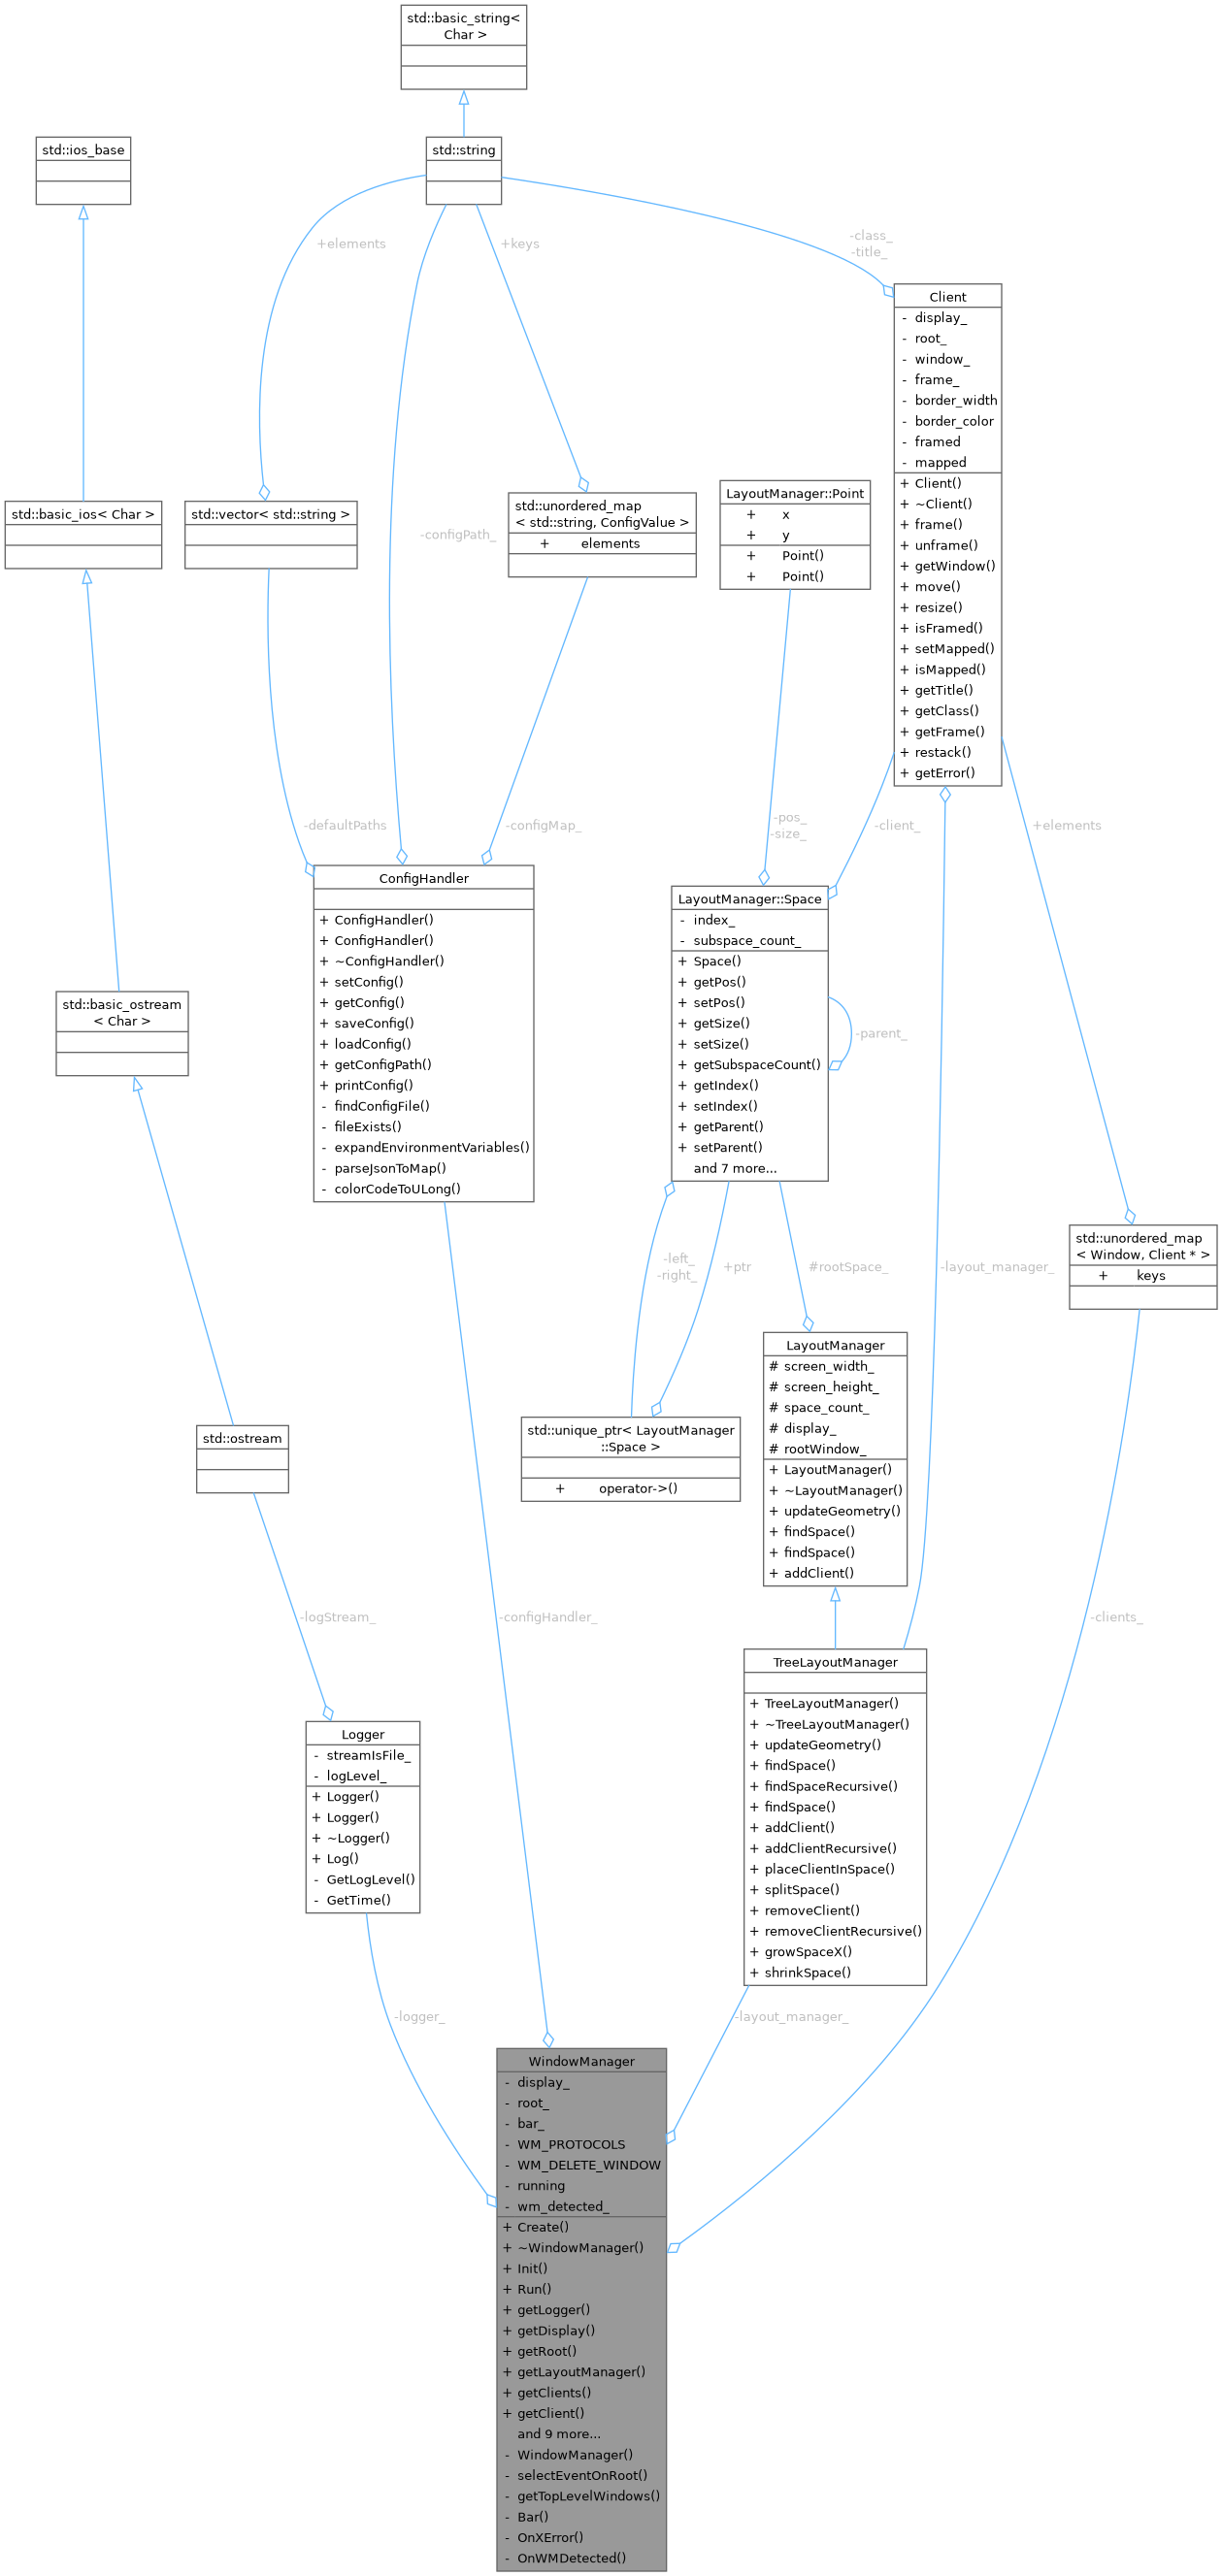 std::basic_string<
Char >
std::ios_base
std::string
+elements
+keys
-class_
-title_
Client
- display_
- root_
- window_
- frame_
- border_width
- border_color
- framed
- mapped
+ Client()
+ ~Client()
+ frame()
+ unframe()
+ getWindow()
+ move()
+ resize()
+ isFramed()
+ setMapped()
+ isMapped()
+ getTitle()
+ getClass()
+ getFrame()
+ restack()
+ getError()
std::basic_ios< Char >
std::vector< std::string >
-configPath_
std::unordered_map
< std::string, ConfigValue >
+ elements
LayoutManager::Point
+ x
+ y
+ Point()
+ Point()
-defaultPaths
-configMap_
-pos_
-size_
-client_
+elements
ConfigHandler
+ ConfigHandler()
+ ConfigHandler()
+ ~ConfigHandler()
+ setConfig()
+ getConfig()
+ saveConfig()
+ loadConfig()
+ getConfigPath()
+ printConfig()
- findConfigFile()
- fileExists()
- expandEnvironmentVariables()
- parseJsonToMap()
- colorCodeToULong()
LayoutManager::Space
- index_
- subspace_count_
+ Space()
+ getPos()
+ setPos()
+ getSize()
+ setSize()
+ getSubspaceCount()
+ getIndex()
+ setIndex()
+ getParent()
+ setParent()
and 7 more...
-parent_
std::basic_ostream
< Char >
-left_
-right_
+ptr
#rootSpace_
-layout_manager_
std::unordered_map
< Window, Client * >
+ keys
LayoutManager
# screen_width_
# screen_height_
# space_count_
# display_
# rootWindow_
+ LayoutManager()
+ ~LayoutManager()
+ updateGeometry()
+ findSpace()
+ findSpace()
+ addClient()
std::ostream
std::unique_ptr< LayoutManager
::Space >
+ operator->()
-logStream_
-configHandler_
-clients_
TreeLayoutManager
+ TreeLayoutManager()
+ ~TreeLayoutManager()
+ updateGeometry()
+ findSpace()
+ findSpaceRecursive()
+ findSpace()
+ addClient()
+ addClientRecursive()
+ placeClientInSpace()
+ splitSpace()
+ removeClient()
+ removeClientRecursive()
+ growSpaceX()
+ shrinkSpace()
Logger
- streamIsFile_
- logLevel_
+ Logger()
+ Logger()
+ ~Logger()
+ Log()
- GetLogLevel()
- GetTime()
-logger_
-layout_manager_
WindowManager
- display_
- root_
- bar_
- WM_PROTOCOLS
- WM_DELETE_WINDOW
- running
- wm_detected_
+ Create()
+ ~WindowManager()
+ Init()
+ Run()
+ getLogger()
+ getDisplay()
+ getRoot()
+ getLayoutManager()
+ getClients()
+ getClient()
and 9 more...
- WindowManager()
- selectEventOnRoot()
- getTopLevelWindows()
- Bar()
- OnXError()
- OnWMDetected()